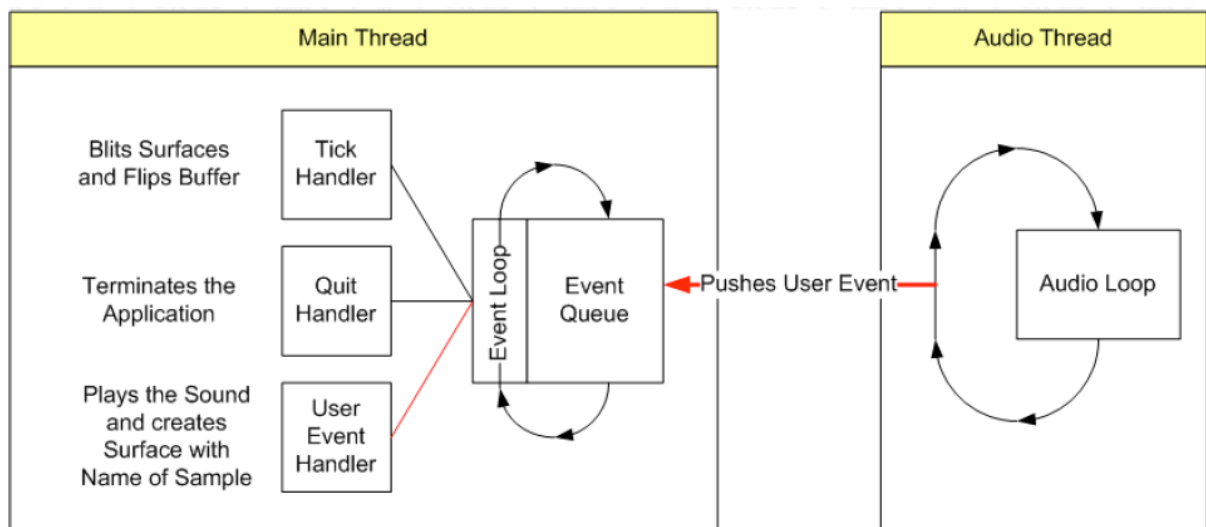 Main Thread
Audio Thread
Blits Surfaces
and Flips Buffer
Tick
Handler
Terminates the
Application
Quit
Handler
Plays the Sound
and creates
Surface with
Name of Sample
User
Event
Handler
Event Loop
Event
Queue
Pushes User Event
Audio Loop